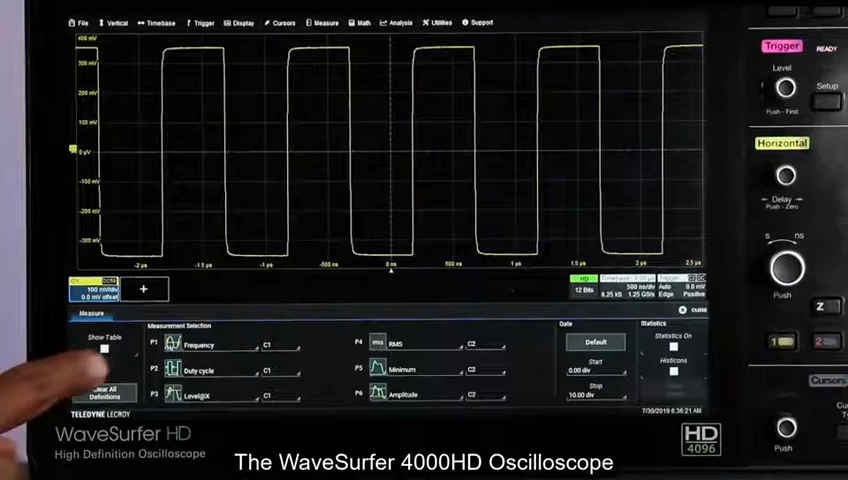 File Vertical Timebase Trigger Display Cursors Measure Math Analysis Utilities Support
400 mV
300 mV
200 mV
100 mV
0 µV
-100 mV
-200 mV
-300 mV
C1
-2 µs -1.5 µs -1 µs -500 ns 0 ns 500 ns 1 µs 1.5 µs 2 µs 2.5 µs
C1
100 mV/div
0.0 mV offset
+
HD
12 Bits
Timebase
500 ns/div
6.25 kS 1.25 GS/s
Trigger
Auto 0.0 mV
Edge Positive
Measure
CLOSE
Show Table
Clear All
Definitions
Measurement Selection
P1 Frequency C1
P2 Duty cycle C1
P3 Level@X C1
P4 rms RMS C2
P5 Minimum C2
P6 Amplitude C2
Gate
Default
Start
0.00 div
Stop
10.00 div
Statistics
Statistics On
Histicons
TELEDYNE LECROY
7/30/2019 6:36:21 AM
WaveSurfer HD
High Definition Oscilloscope
HD
4096
Trigger READY
Level
Setup
Push - Find
Horizontal
Delay
Push - Zero
s ns
Push
Z
1 2
Cursors
Push
The WaveSurfer 4000HD Oscilloscope